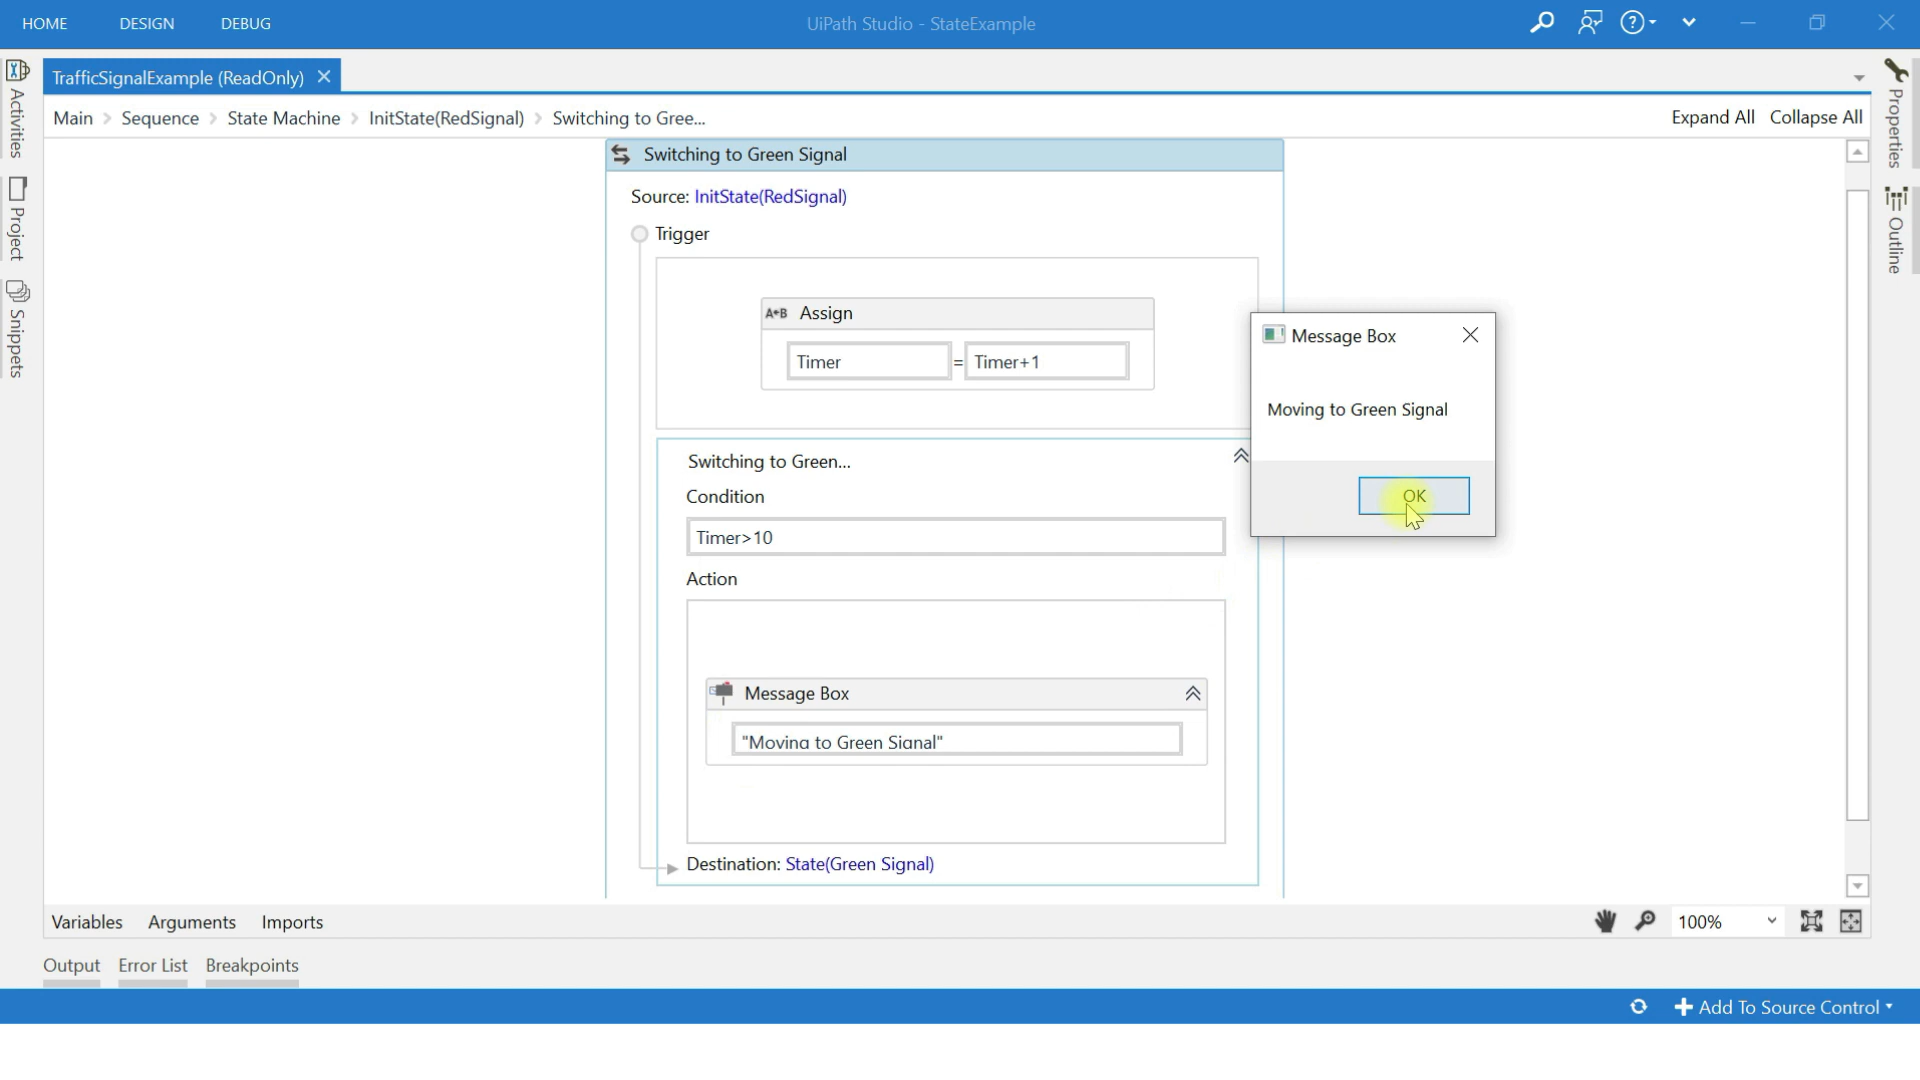 HOME DESIGN DEBUG UiPath Studio - StateExample
TrafficSignalExample (ReadOnly)
Main Sequence State Machine InitState(RedSignal) Switching to Gree... Expand All Collapse All
Activities
Project
Snippets
Properties
Outline
Switching to Green Signal
Source: InitState(RedSignal)
Trigger
A+B Assign
Timer = Timer+1
Message Box
Moving to Green Signal
OK
Switching to Green...
Condition
Timer>10
Action
Message Box
"Moving to Green Signal"
Destination: State(Green Signal)
Variables Arguments Imports 100%
Output Error List Breakpoints
Add To Source Control